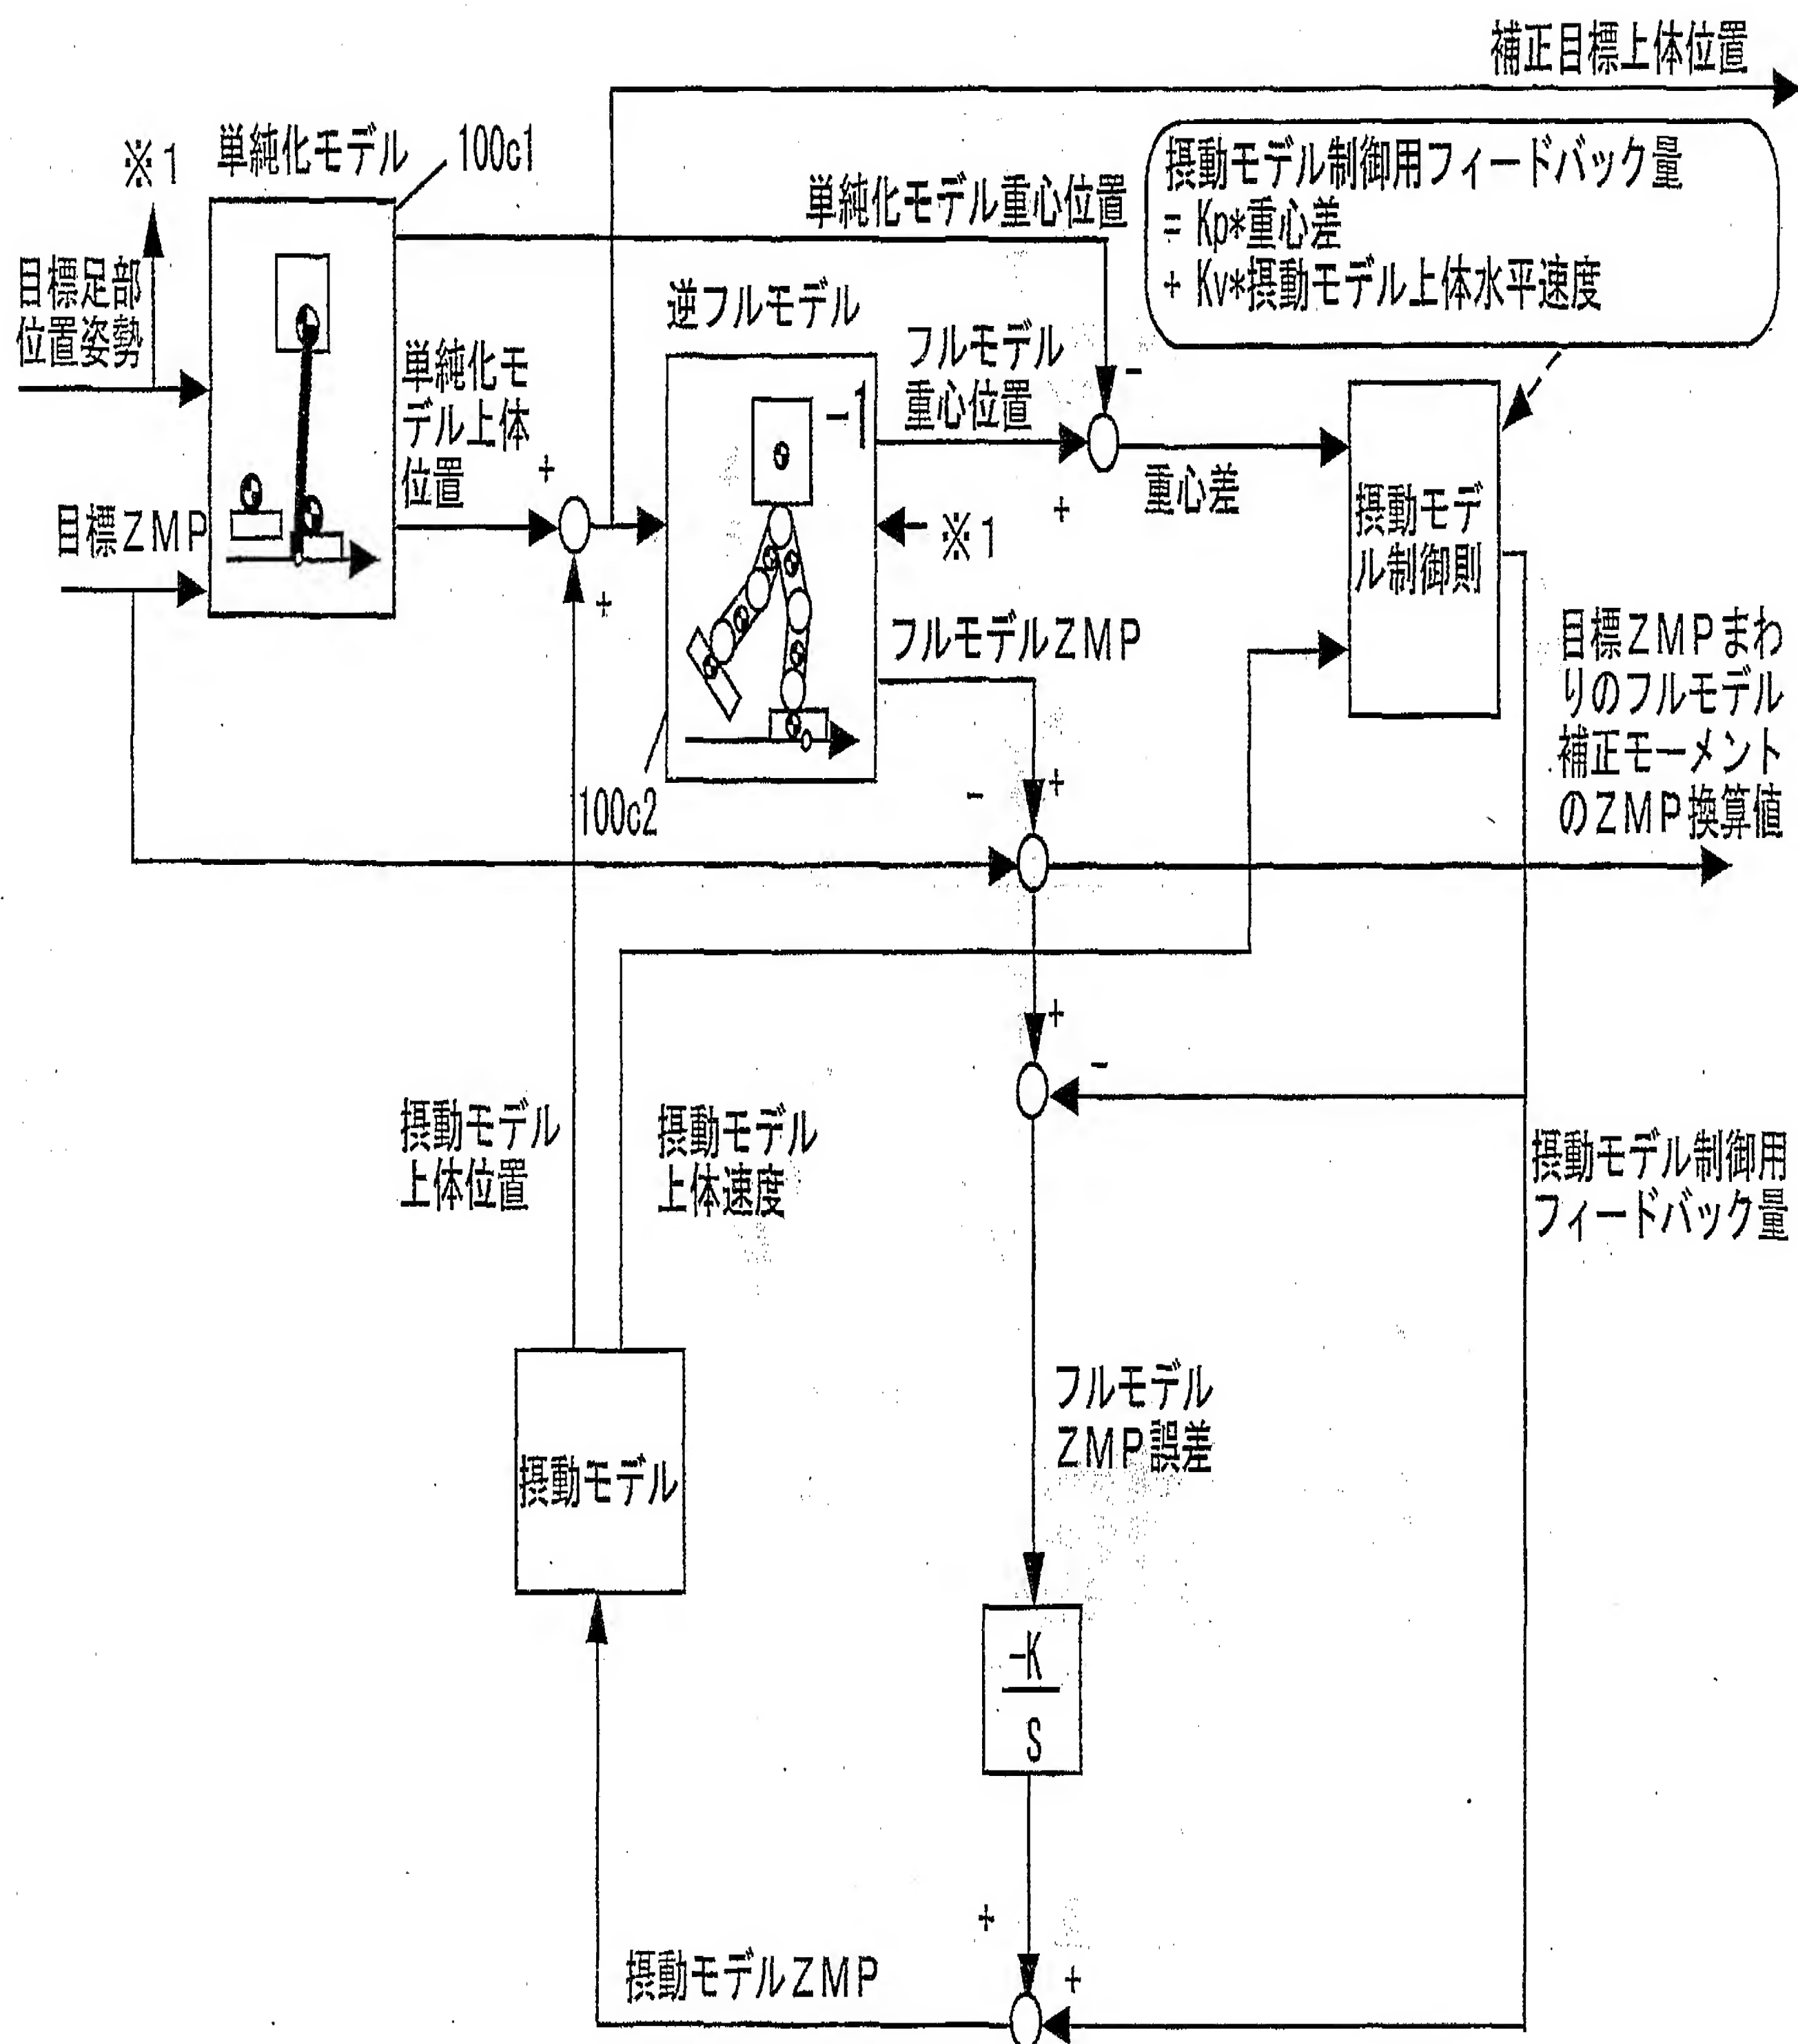 補正目標上体位置
※1
単純化モデル
100c1
摂動モデル制御用フィードバック量
= Kp*重心差
+ Kv*摂動モデル上体水平速度
単純化モデル重心位置
目標足部
位置姿勢
逆フルモデル
フルモデル
重心位置
単純化モ
デル上体
位置
-
-1
+
+
重心差
※1
摂動モデ
ル制御則
目標ZMP
+
フルモデルZMP
目標ZMPまわ
りのフルモデル
補正モーメント
のZMP換算値
100c2
-
+
+
-
摂動モデル
上体位置
摂動モデル
上体速度
摂動モデル制御用
フィードバック量
フルモデル
ZMP誤差
摂動モデル
-K
S
+
+
摂動モデルZMP